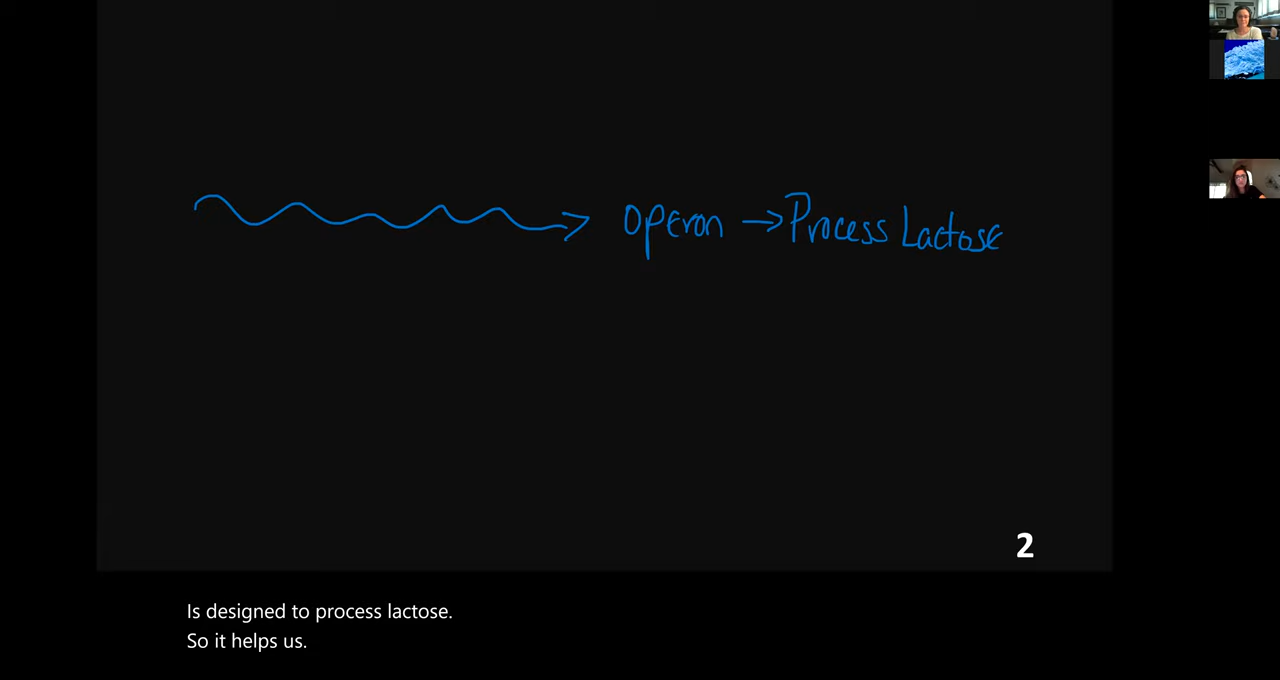 Operon → Process Lactose
2
Is designed to process lactose.
So it helps us.